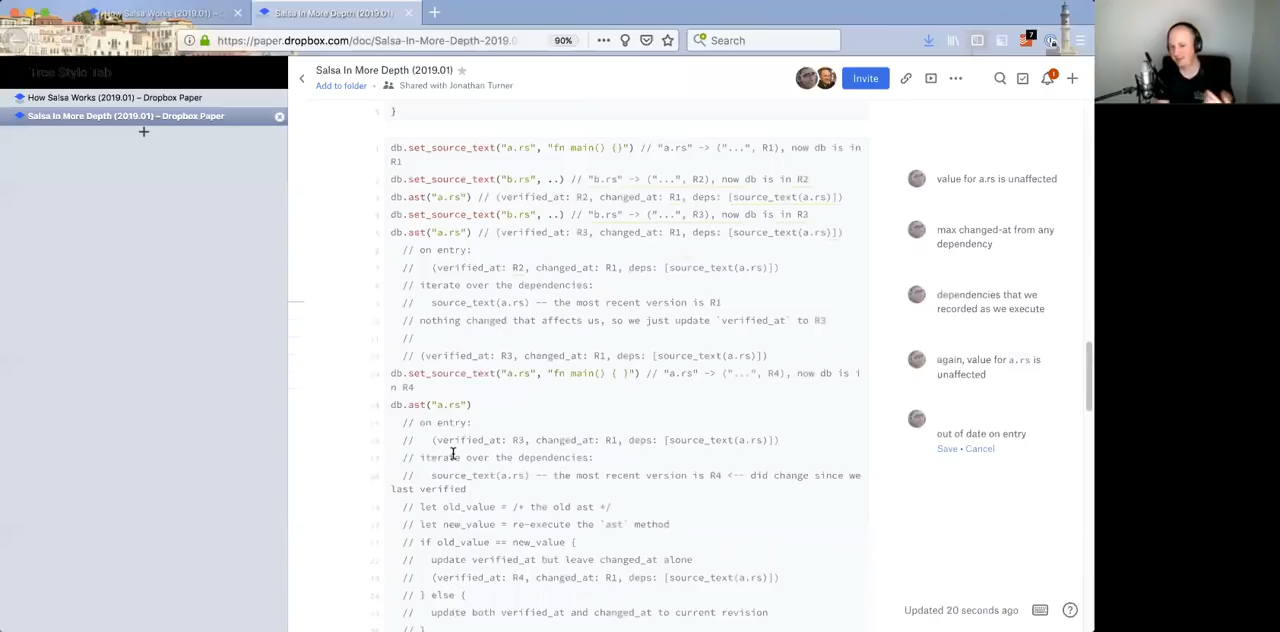 How Salsa Works (2019.01) –
Salsa In More Depth (2019.01)
https://paper.dropbox.com/doc/Salsa-In-More-Depth-2019.0
90%
Search
7
Tree Style Tab
How Salsa Works (2019.01) – Dropbox Paper
Salsa In More Depth (2019.01) – Dropbox Paper
Salsa In More Depth (2019.01)
Add to folder
Shared with Jonathan Turner
Invite
1
}
db.set_source_text("a.rs", "fn main() {}") // "a.rs" -> ("...", R1), now db is in
R1
db.set_source_text("b.rs", ..) // "b.rs" -> ("...", R2), now db is in R2
db.ast("a.rs") // (verified_at: R2, changed_at: R1, deps: [source_text(a.rs)])
db.set_source_text("b.rs", ..) // "b.rs" -> ("...", R3), now db is in R3
db.ast("a.rs") // (verified_at: R3, changed_at: R1, deps: [source_text(a.rs)])
// on entry:
// (verified_at: R2, changed_at: R1, deps: [source_text(a.rs)])
// iterate over the dependencies:
// source_text(a.rs) -- the most recent version is R1
// nothing changed that affects us, so we just update `verified_at` to R3
//
// (verified_at: R3, changed_at: R1, deps: [source_text(a.rs)])
db.set_source_text("a.rs", "fn main() { }") // "a.rs" -> ("...", R4), now db is i
n R4
db.ast("a.rs")
// on entry:
// (verified_at: R3, changed_at: R1, deps: [source_text(a.rs)])
// iterate over the dependencies:
// source_text(a.rs) -- the most recent version is R4 <-- did change since we
last verified
// let old_value = /* the old ast */
// let new_value = re-execute the `ast` method
// if old_value == new_value {
// update verified_at but leave changed_at alone
// (verified_at: R4, changed_at: R1, deps: [source_text(a.rs)])
// } else {
// update both verified_at and changed_at to current revision
// }
value for a.rs is unaffected
max changed-at from any
dependency
dependencies that we
recorded as we execute
again, value for a.rs is
unaffected
out of date on entry
Save • Cancel
Updated 20 seconds ago